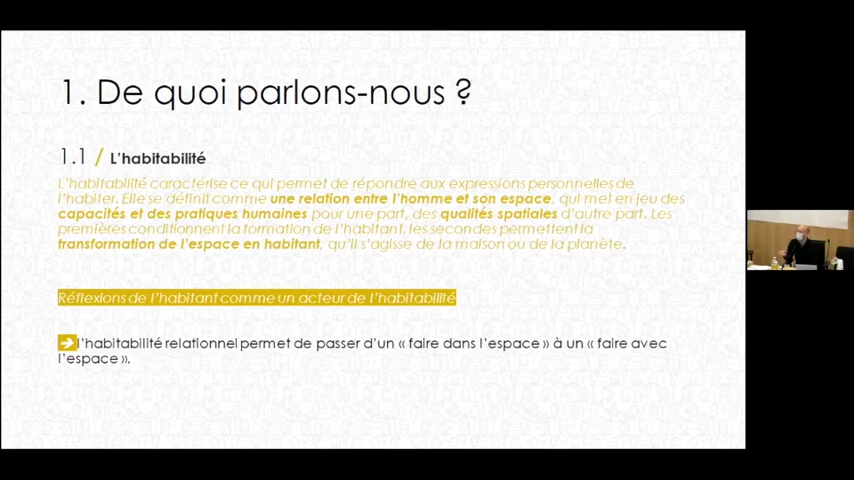 1. De quoi parlons-nous ?
1.1 / L'habitabilité
L'habitabilité caractérise ce qui permet de répondre aux expressions personnelles de
l'habiter. Elle se définit comme une relation entre l'homme et son espace, qui met en jeu des
capacités et des pratiques humaines pour une part, des qualités spatiales d'autre part. Les
premières conditionnent la formation de l'habitant, les secondes permettent la
transformation de l'espace en habitant, qu'il s'agisse de la maison ou de la planète.
Réflexions de l'habitant comme un acteur de l'habitabilité
➔ l'habitabilité relationnel permet de passer d'un « faire dans l'espace » à un « faire avec
l'espace ».